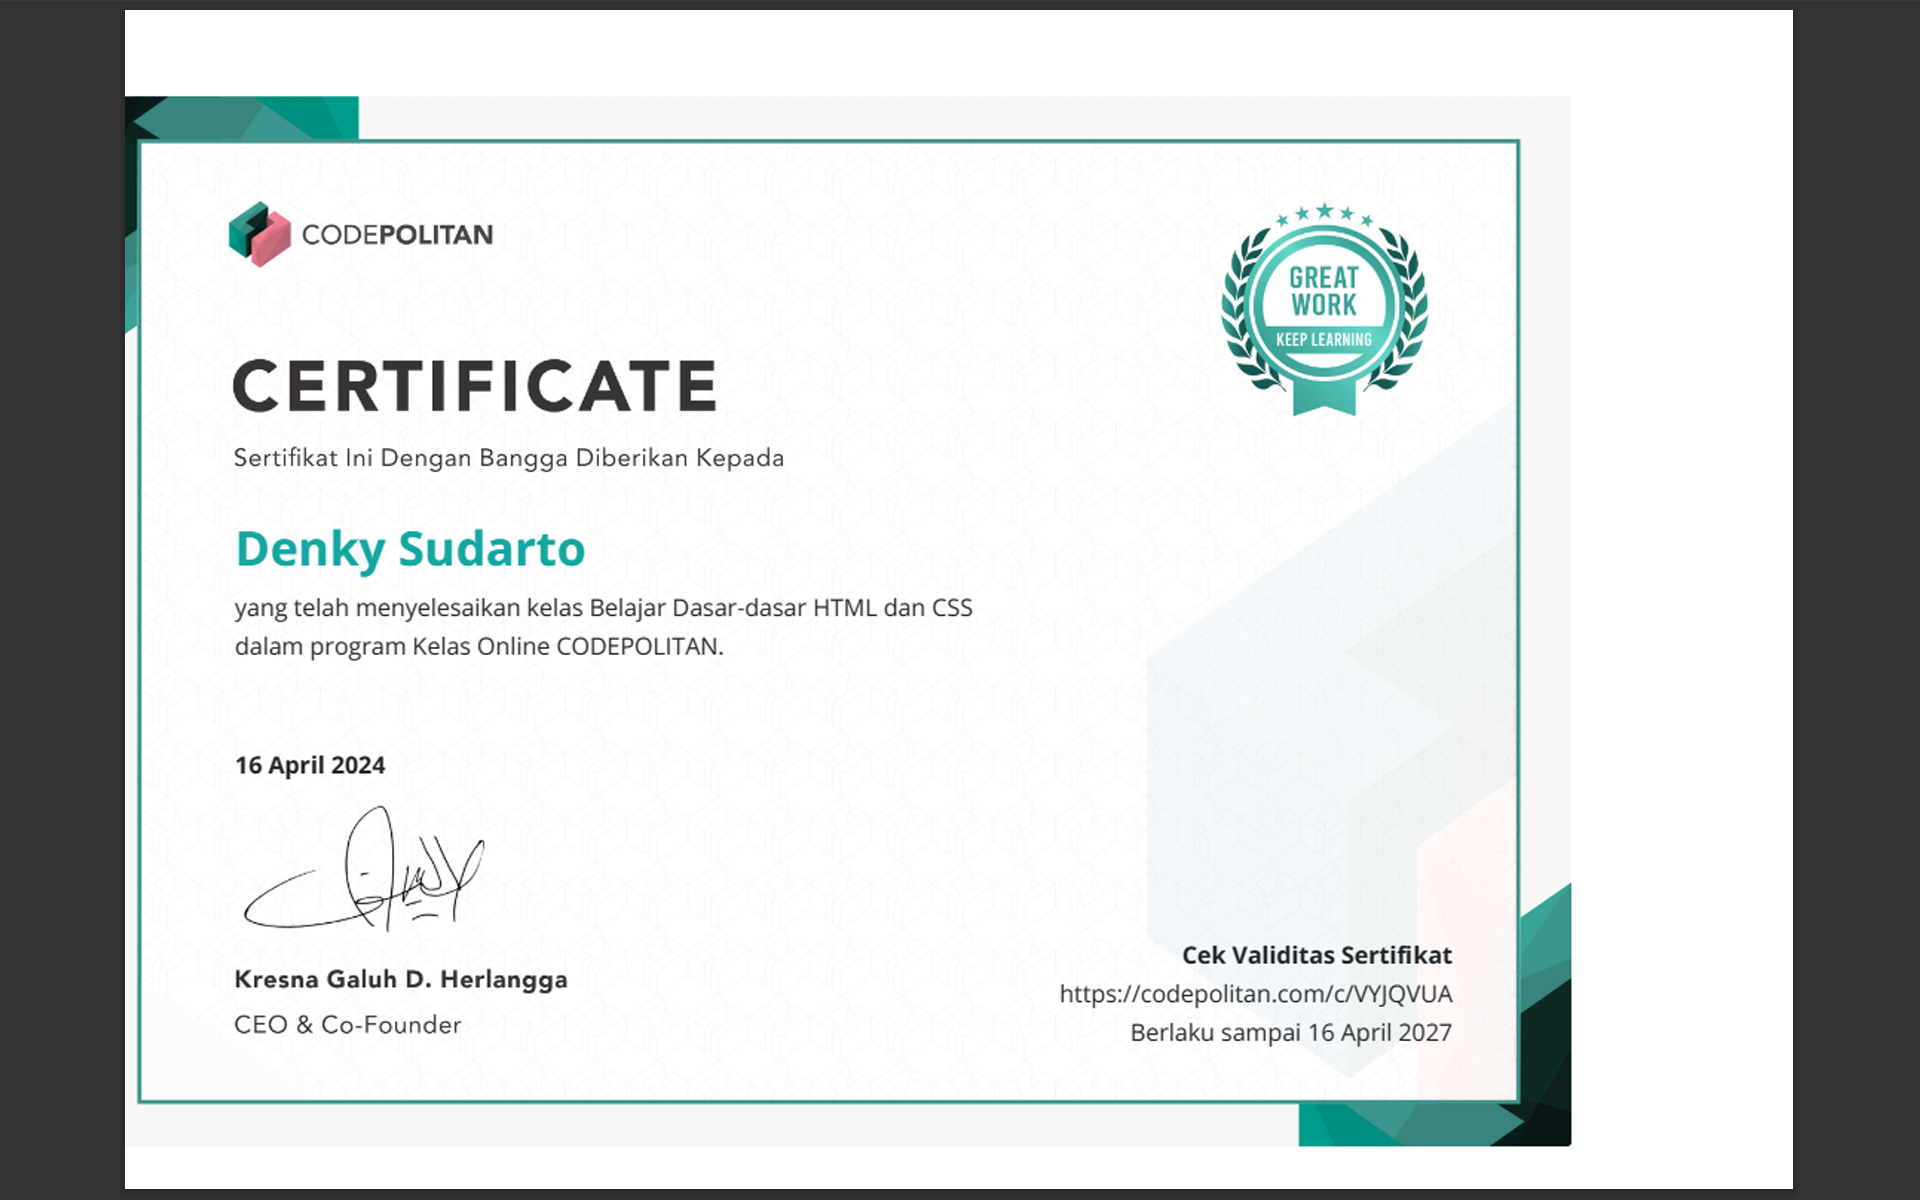 CODEPOLITAN
GREAT
WORK
KEEP LEARNING
CERTIFICATE
Sertifikat Ini Dengan Bangga Diberikan Kepada
Denky Sudarto
yang telah menyelesaikan kelas Belajar Dasar-dasar HTML dan CSS
dalam program Kelas Online CODEPOLITAN.
16 April 2024
Kresna Galuh D. Herlangga
CEO & Co-Founder
Cek Validitas Sertifikat
https://codepolitan.com/c/VYJQVUA
Berlaku sampai 16 April 2027